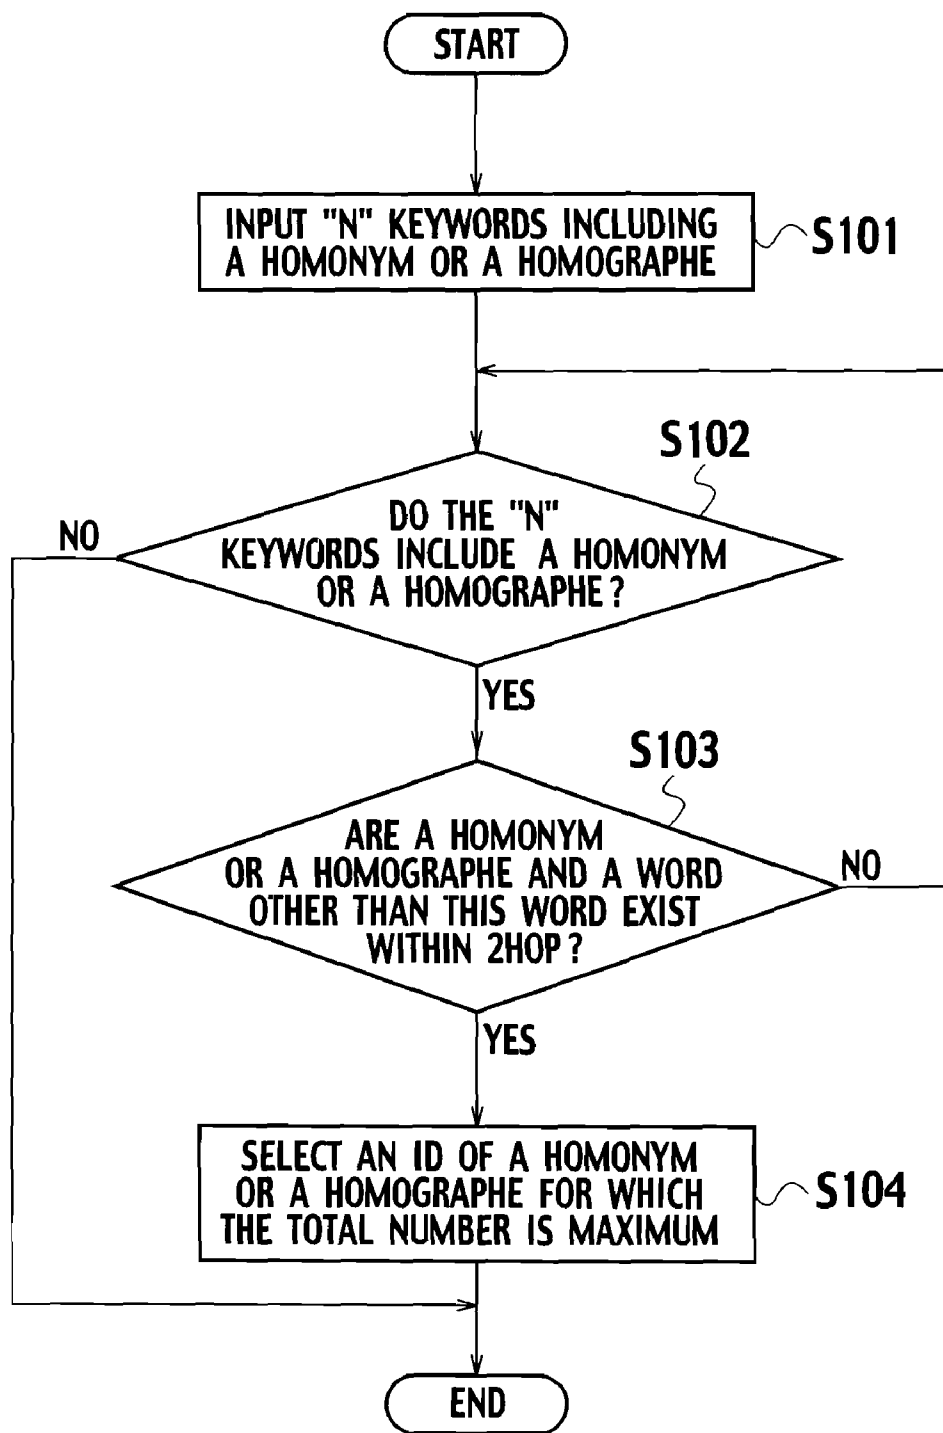 START
INPUT "N" KEYWORDS INCLUDING
A HOMONYM OR A HOMOGRAPHE
S101
S102
DO THE "N"
KEYWORDS INCLUDE A HOMONYM
OR A HOMOGRAPHE?
NO
YES
S103
ARE A HOMONYM
OR A HOMOGRAPHE AND A WORD
OTHER THAN THIS WORD EXIST
WITHIN 2HOP?
NO
YES
SELECT AN ID OF A HOMONYM
OR A HOMOGRAPHE FOR WHICH
THE TOTAL NUMBER IS MAXIMUM
S104
END